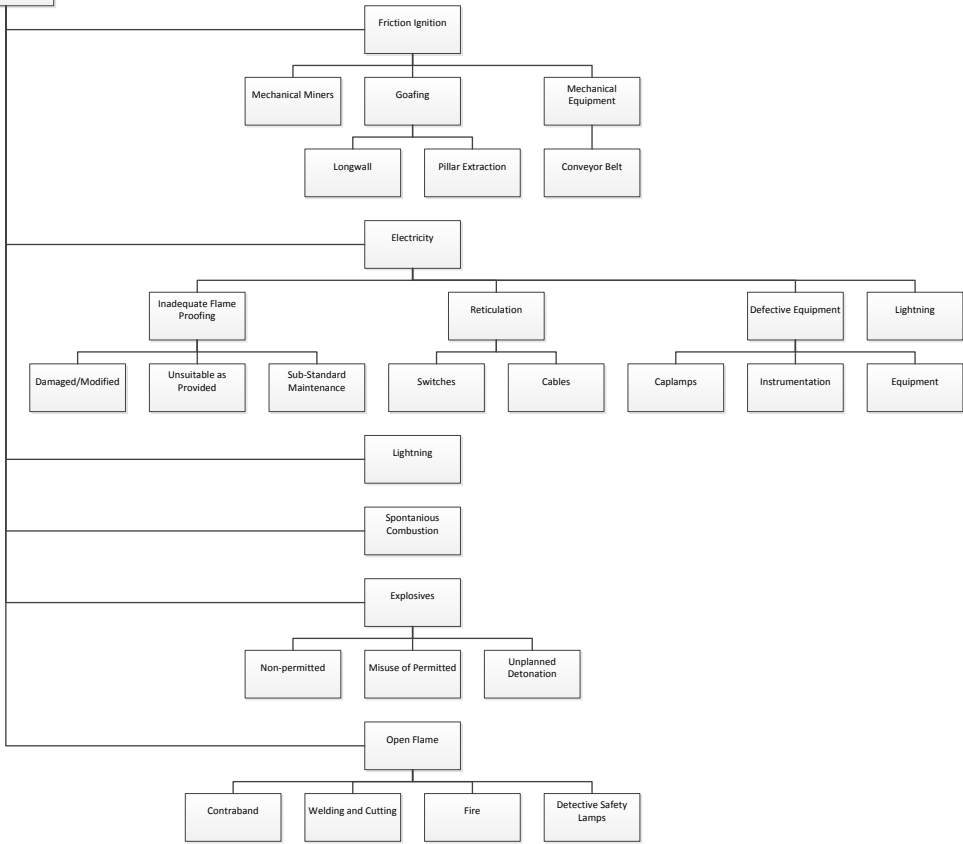 Friction Ignition
Mechanical Miners
Goafing
Mechanical
Equipment
Longwall
Pillar Extraction
Conveyor Belt
Electricity
Inadequate Flame
Proofing
Reticulation
Defective Equipment
Lightning
Damaged/Modified
Unsuitable as
Provided
Sub-Standard
Maintenance
Switches
Cables
Caplamps
Instrumentation
Equipment
Lightning
Spontanious
Combustion
Explosives
Non-permitted
Misuse of Permitted
Unplanned
Detonation
Open Flame
Contraband
Welding and Cutting
Fire
Detective Safety
Lamps